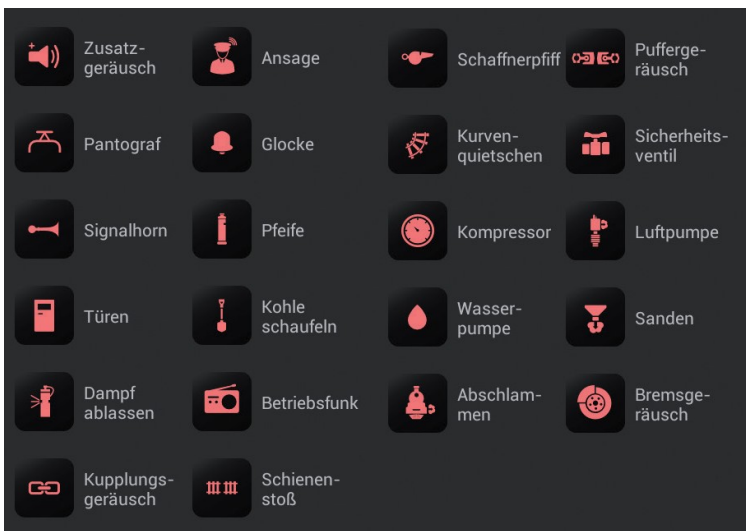 Zusatz-
geräusch
Ansage
Schaffnerpfiff
Pufferge-
räusch
Pantograf
Glocke
Kurven-
quietschen
Sicherheits-
ventil
Signalhorn
Pfeife
Kompressor
Luftpumpe
Türen
Kohle
schaufeln
Wasser-
pumpe
Sanden
Dampf
ablassen
Betriebsfunk
Abschlam-
men
Bremsge-
räusch
Kupplungs-
geräusch
Schienen-
stoß